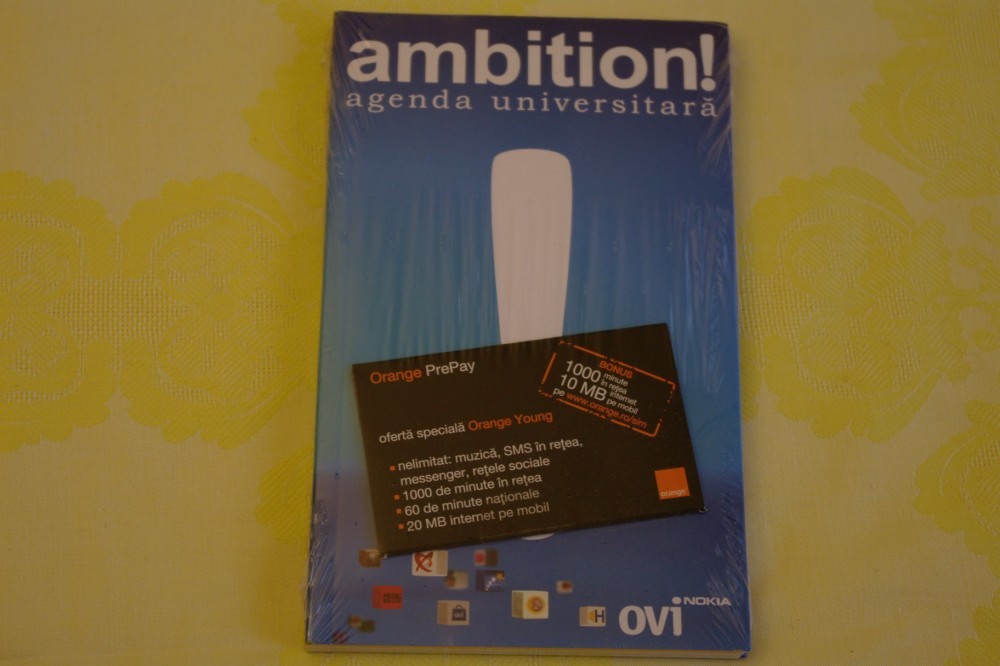 ambition!
agenda universitară
Orange PrePay
BONUS
1000 minute în rețea
10 MB internet pe mobil
pe www.orange.ro/sim
ofertă specială Orange Young
nelimitat: muzică, SMS în rețea,
messenger, rețele sociale
1000 de minute în rețea
60 de minute naționale
20 MB internet pe mobil
orange
ovi NOKIA